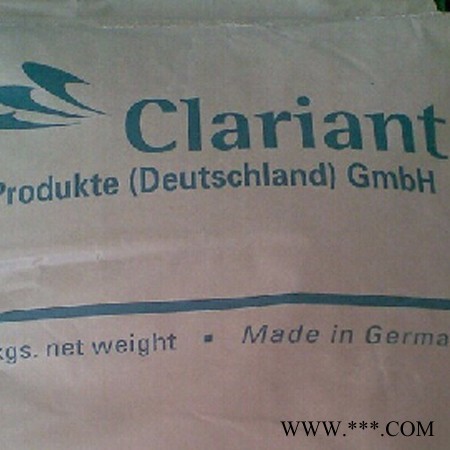 Clariant
Produkte (Deutschland) GmbH
kgs. net weight ▪ Made in Germa
WWW.***.COM